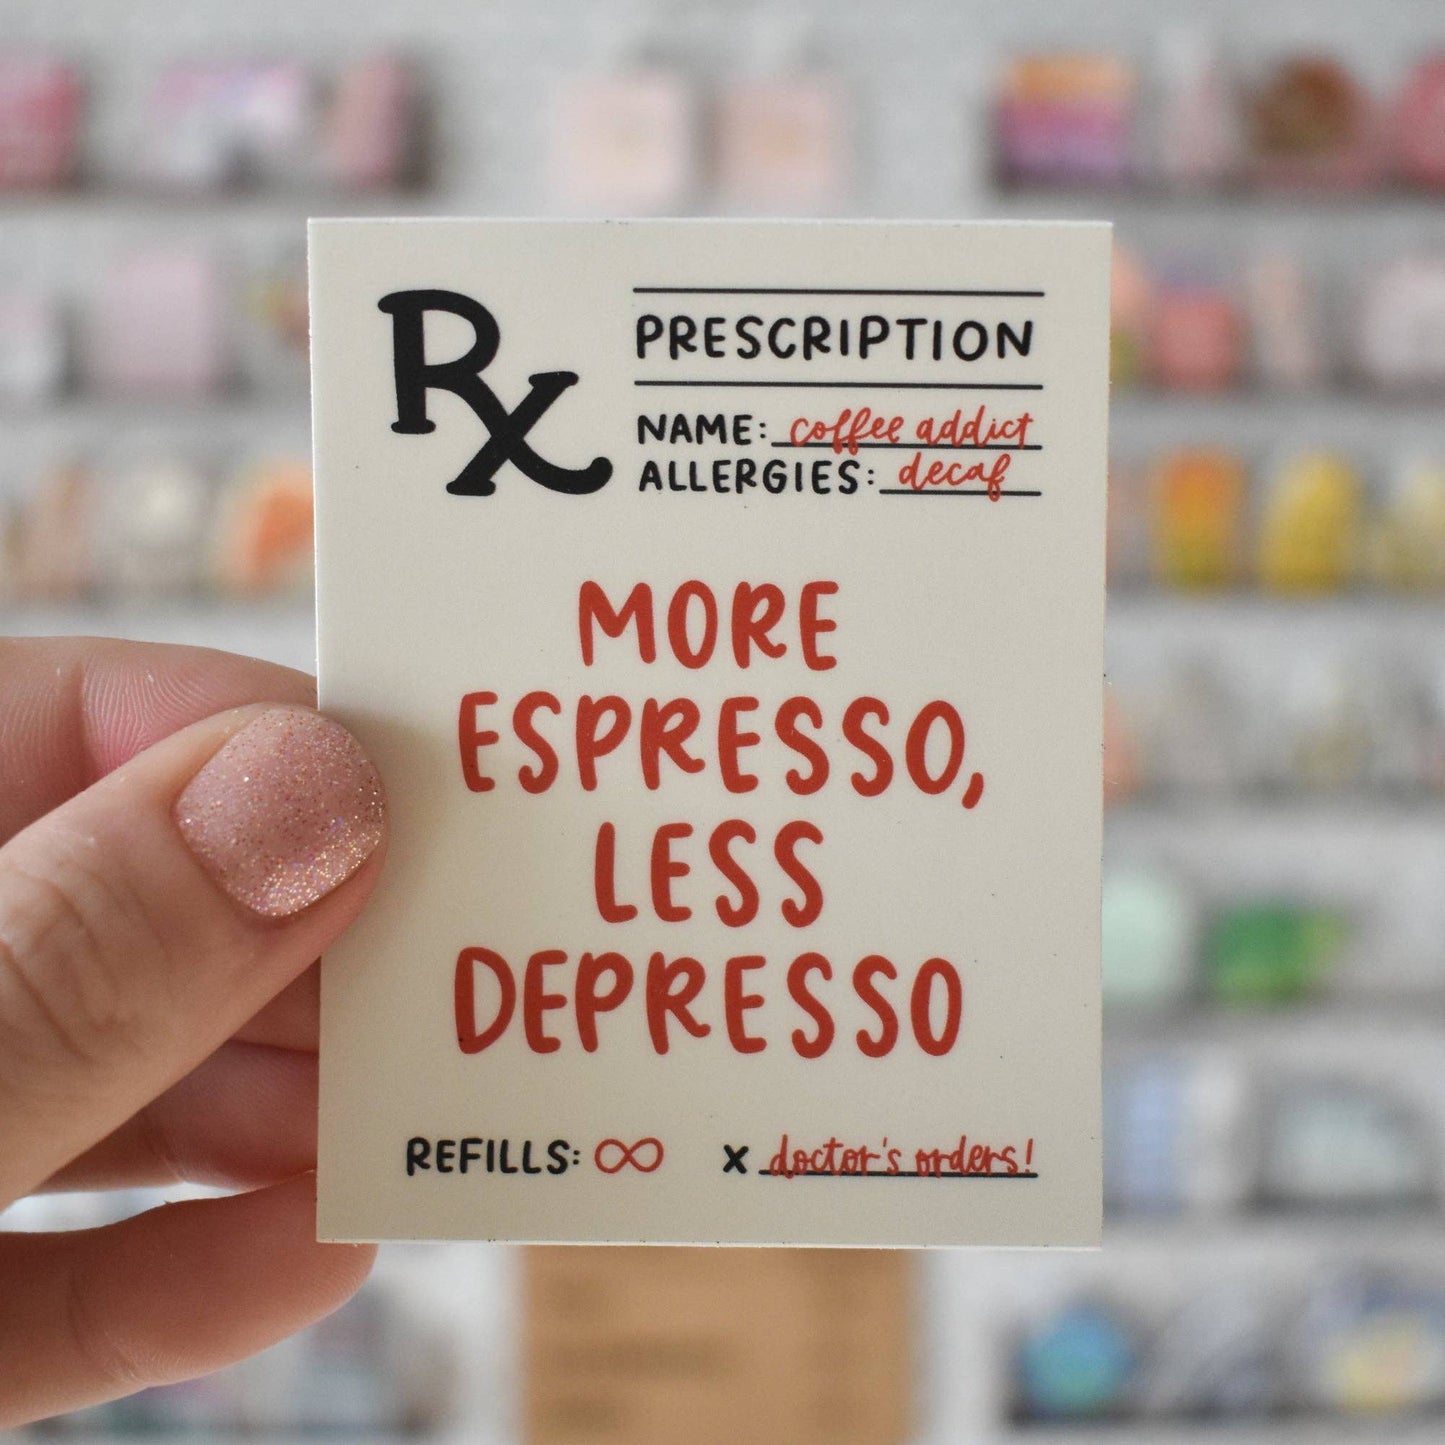 Rx
PRESCRIPTION
NAME: coffee addict
ALLERGIES: decaf
MORE
ESPRESSO,
LESS
DEPRESSO
REFILLS: ∞ x doctor's orders!